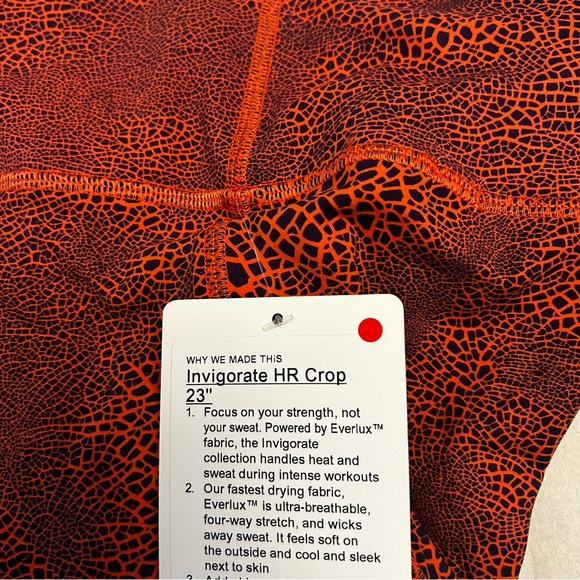 WHY WE MADE THiS
Invigorate HR Crop
23"
1. Focus on your strength, not
your sweat. Powered by Everlux™
fabric, the Invigorate
collection handles heat and
sweat during intense workouts
2. Our fastest drying fabric,
Everlux™ is ultra-breathable,
four-way stretch, and wicks
away sweat. It feels soft on
the outside and cool and sleek
next to skin